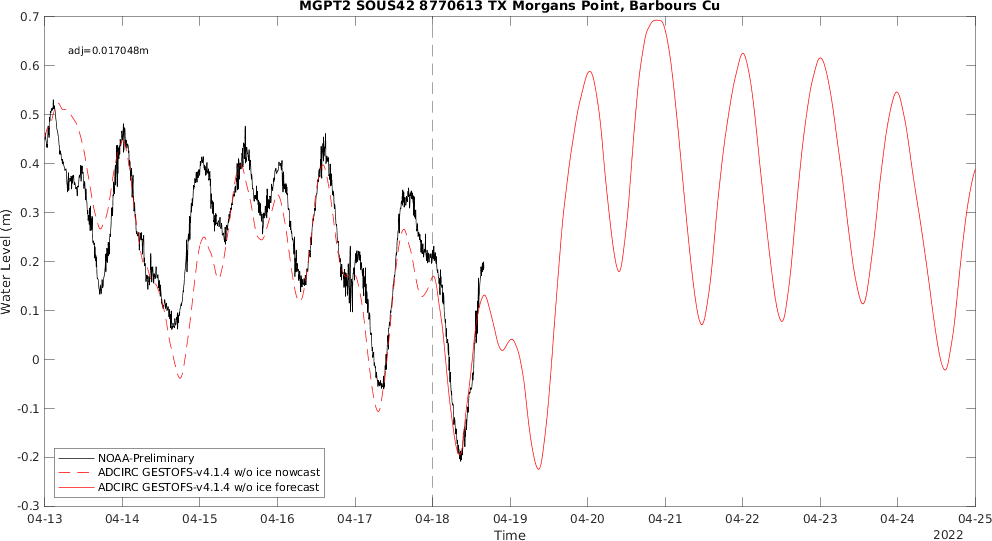 MGPT2 SOUS42 8770613 TX Morgans Point, Barbours Cu
adj=0.017048m
0.7
0.6
0.5
0.4
0.3
0.2
0.1
0
-0.1
-0.2
-0.3
Water Level (m)
NOAA-Preliminary
ADCIRC GESTOFS-v4.1.4 w/o ice nowcast
ADCIRC GESTOFS-v4.1.4 w/o ice forecast
04-13 04-14 04-15 04-16 04-17 04-18 04-19 04-20 04-21 04-22 04-23 04-24 04-25
Time
2022